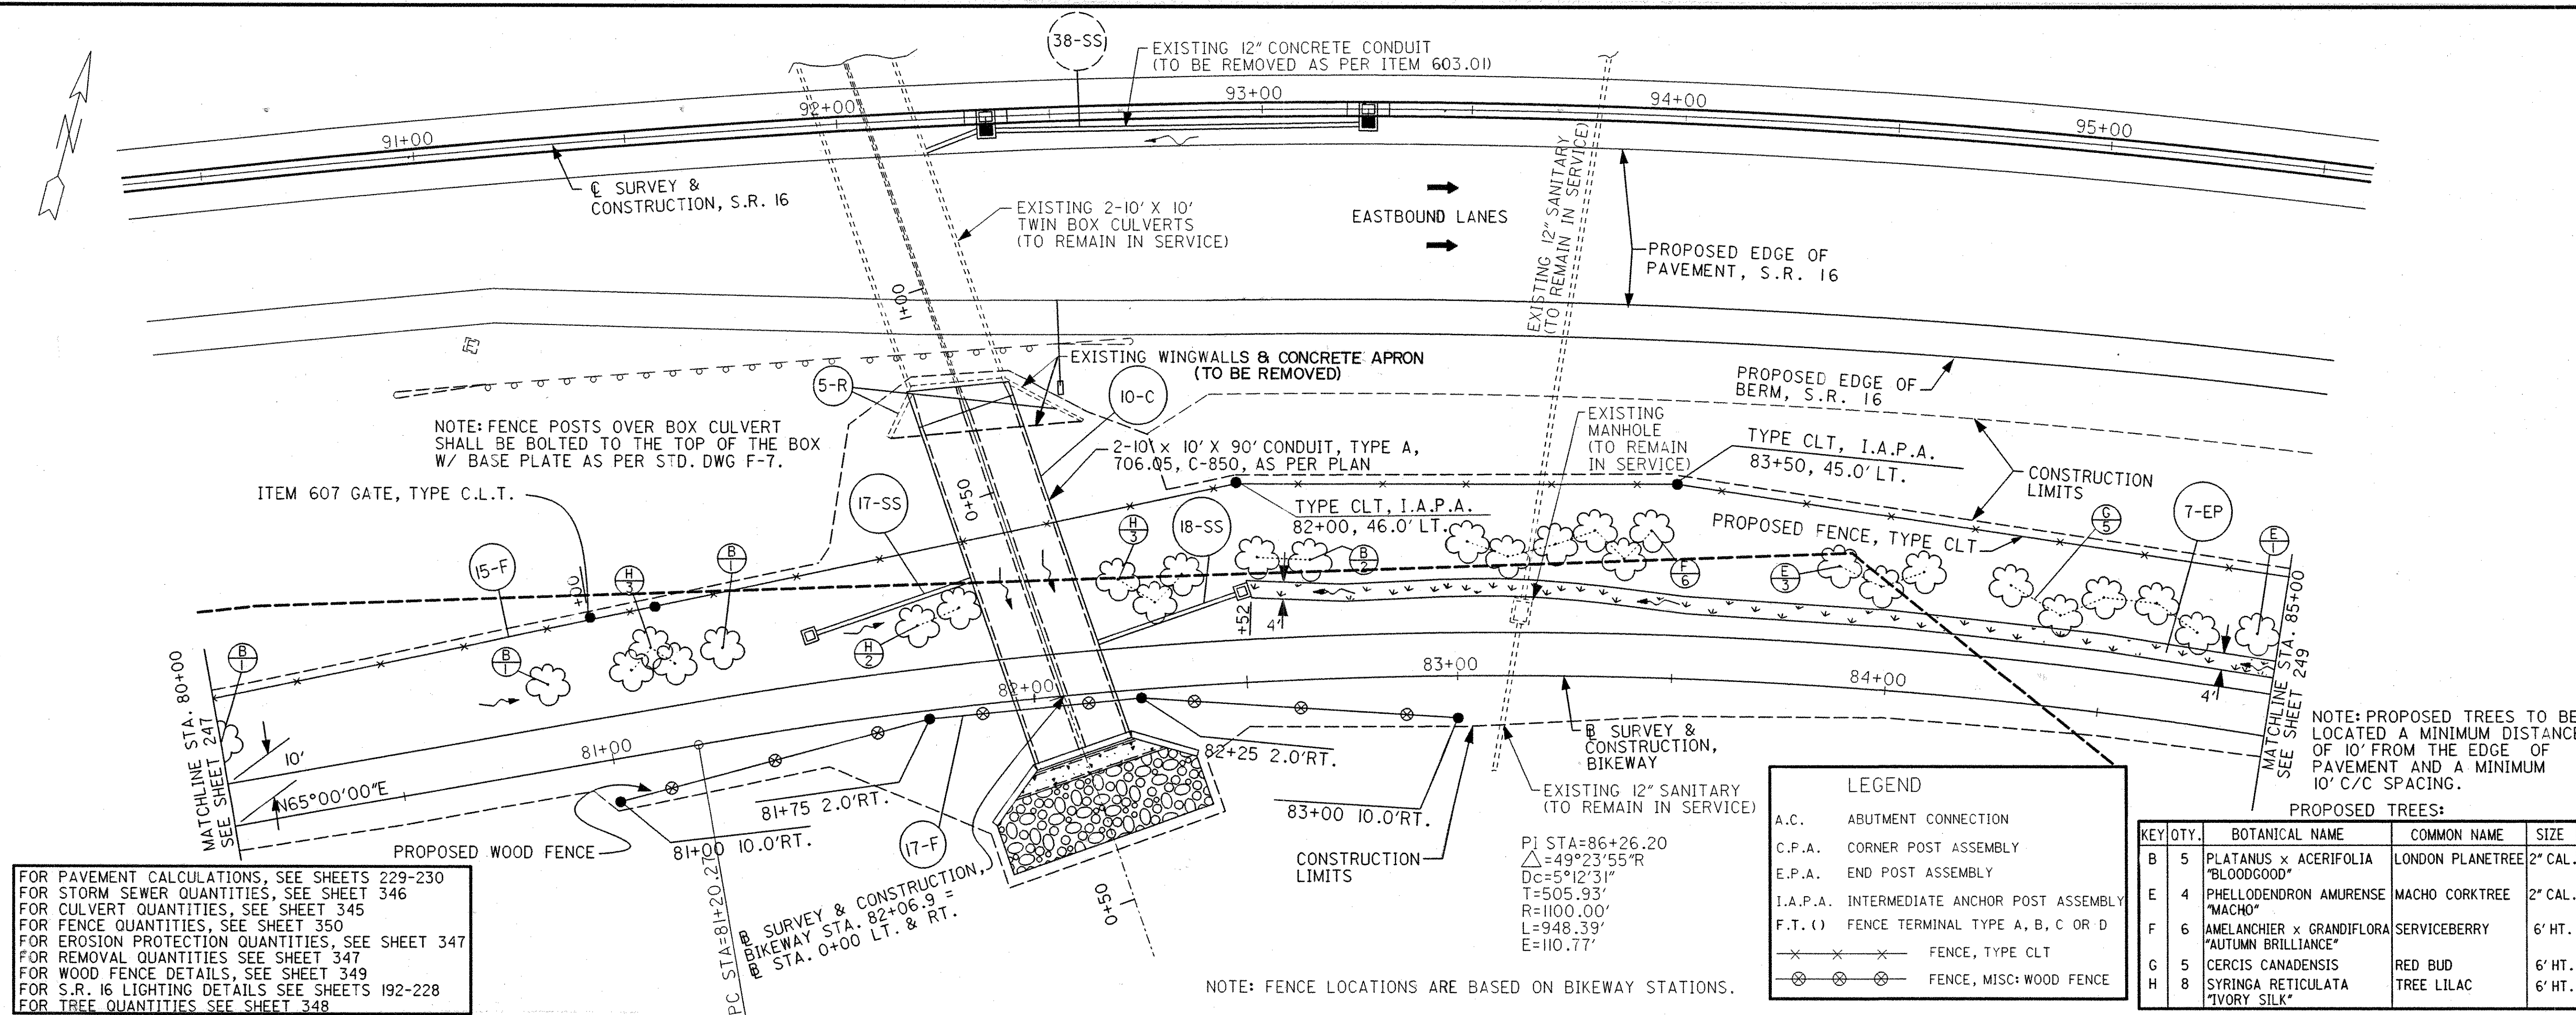 38-SS
EXISTING 12" CONCRETE CONDUIT
(TO BE REMOVED AS PER ITEM 603.01)
N
91+00
92+00
93+00
94+00
95+00
℄ SURVEY &
CONSTRUCTION, S.R. 16
EXISTING 2-10' X 10'
TWIN BOX CULVERTS
(TO REMAIN IN SERVICE)
EASTBOUND LANES
EXISTING 12" SANITARY
(TO REMAIN IN SERVICE)
PROPOSED EDGE OF
PAVEMENT, S.R. 16
1+00
EXISTING WINGWALLS & CONCRETE APRON
(TO BE REMOVED)
5-R
10-C
PROPOSED EDGE OF
BERM, S.R. 16
NOTE: FENCE POSTS OVER BOX CULVERT
SHALL BE BOLTED TO THE TOP OF THE BOX
W/ BASE PLATE AS PER STD. DWG F-7.
2-10' x 10' X 90' CONDUIT, TYPE A,
706.05, C-850, AS PER PLAN
EXISTING
MANHOLE
(TO REMAIN
IN SERVICE)
TYPE CLT, I.A.P.A.
83+50, 45.0' LT.
CONSTRUCTION
LIMITS
ITEM 607 GATE, TYPE C.L.T.
17-SS
0+50
TYPE CLT, I.A.P.A.
82+00, 46.0' LT.
18-SS
PROPOSED FENCE, TYPE CLT
G
5
7-EP
E
1
15-F
+00
H
3
B
1
H
3
B
2
F
6
E
3
B
1
B
1
H
2
+52
4'
4'
MATCHLINE STA. 80+00
SEE SHEET 247
MATCHLINE STA. 85+00
SEE SHEET 249
10'
N65°00'00"E
81+00
82+00
83+00
84+00
NOTE: PROPOSED TREES TO BE
LOCATED A MINIMUM DISTANCE
OF 10' FROM THE EDGE OF
PAVEMENT AND A MINIMUM
10' C/C SPACING.
PROPOSED WOOD FENCE
81+00 10.0'RT.
81+75 2.0'RT.
82+25 2.0'RT.
83+00 10.0'RT.
17-F
PC STA=81+20.27
B SURVEY & CONSTRUCTION,
BIKEWAY STA. 82+06.9 =
STA. 0+00 LT. & RT.
0+50
B SURVEY &
CONSTRUCTION,
BIKEWAY
CONSTRUCTION
LIMITS
EXISTING 12" SANITARY
(TO REMAIN IN SERVICE)
PI STA=86+26.20
△=49°23'55"R
Dc=5°12'31"
T=505.93'
R=1100.00'
L=948.39'
E=110.77'
NOTE: FENCE LOCATIONS ARE BASED ON BIKEWAY STATIONS.
FOR PAVEMENT CALCULATIONS, SEE SHEETS 229-230
FOR STORM SEWER QUANTITIES, SEE SHEET 346
FOR CULVERT QUANTITIES, SEE SHEET 345
FOR FENCE QUANTITIES, SEE SHEET 350
FOR EROSION PROTECTION QUANTITIES, SEE SHEET 347
FOR REMOVAL QUANTITIES SEE SHEET 347
FOR WOOD FENCE DETAILS, SEE SHEET 349
FOR S.R. 16 LIGHTING DETAILS SEE SHEETS 192-228
FOR TREE QUANTITIES SEE SHEET 348
LEGEND
A.C. ABUTMENT CONNECTION
C.P.A. CORNER POST ASSEMBLY
E.P.A. END POST ASSEMBLY
I.A.P.A. INTERMEDIATE ANCHOR POST ASSEMBLY
F.T. () FENCE TERMINAL TYPE A, B, C OR D
FENCE, TYPE CLT
FENCE, MISC: WOOD FENCE
PROPOSED TREES:
KEY QTY. BOTANICAL NAME COMMON NAME SIZE
B 5 PLATANUS x ACERIFOLIA LONDON PLANETREE 2" CAL.
"BLOODGOOD"
E 4 PHELLODENDRON AMURENSE MACHO CORKTREE 2" CAL.
"MACHO"
F 6 AMELANCHIER x GRANDIFLORA SERVICEBERRY 6' HT.
"AUTUMN BRILLIANCE"
G 5 CERCIS CANADENSIS RED BUD 6' HT.
H 8 SYRINGA RETICULATA TREE LILAC 6' HT.
"IVORY SILK"